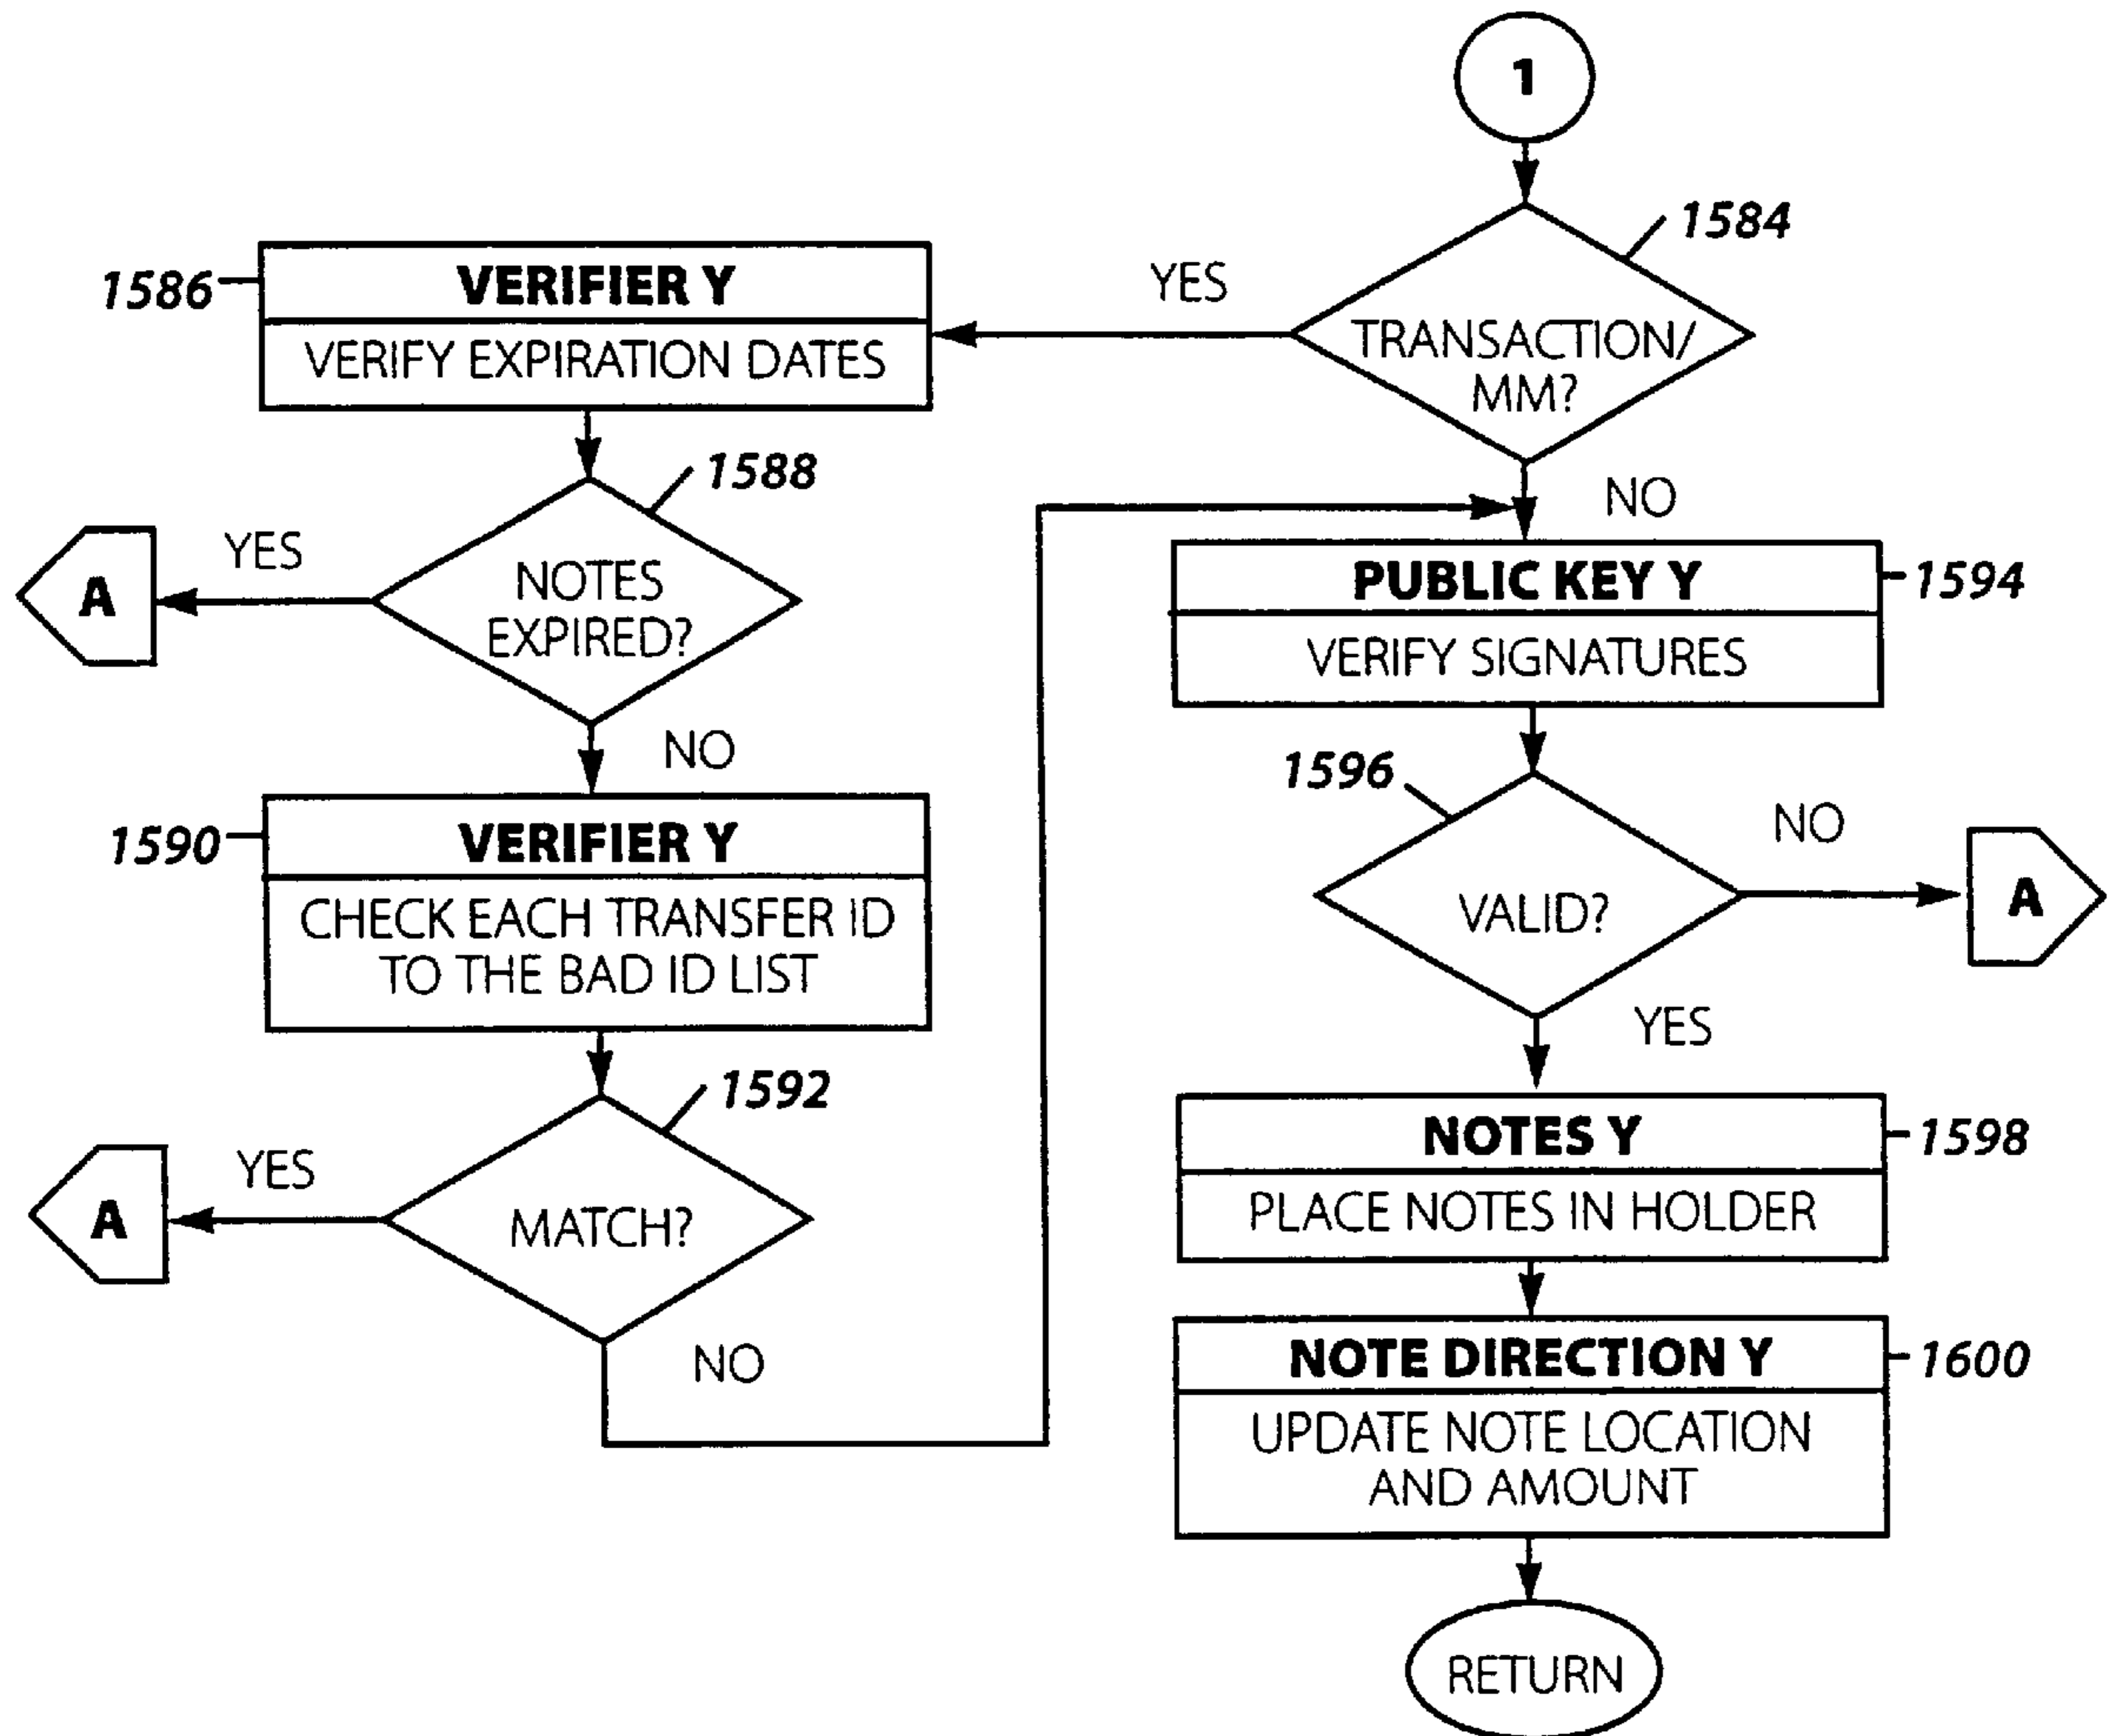 1
1584
TRANSACTION/
MM?
YES
NO
1586
VERIFIER Y
VERIFY EXPIRATION DATES
1588
NOTES
EXPIRED?
YES
A
NO
1590
VERIFIER Y
CHECK EACH TRANSFER ID
TO THE BAD ID LIST
1592
MATCH?
YES
A
NO
PUBLIC KEY Y
1594
VERIFY SIGNATURES
1596
VALID?
NO
A
YES
NOTES Y
1598
PLACE NOTES IN HOLDER
NOTE DIRECTION Y
1600
UPDATE NOTE LOCATION
AND AMOUNT
RETURN